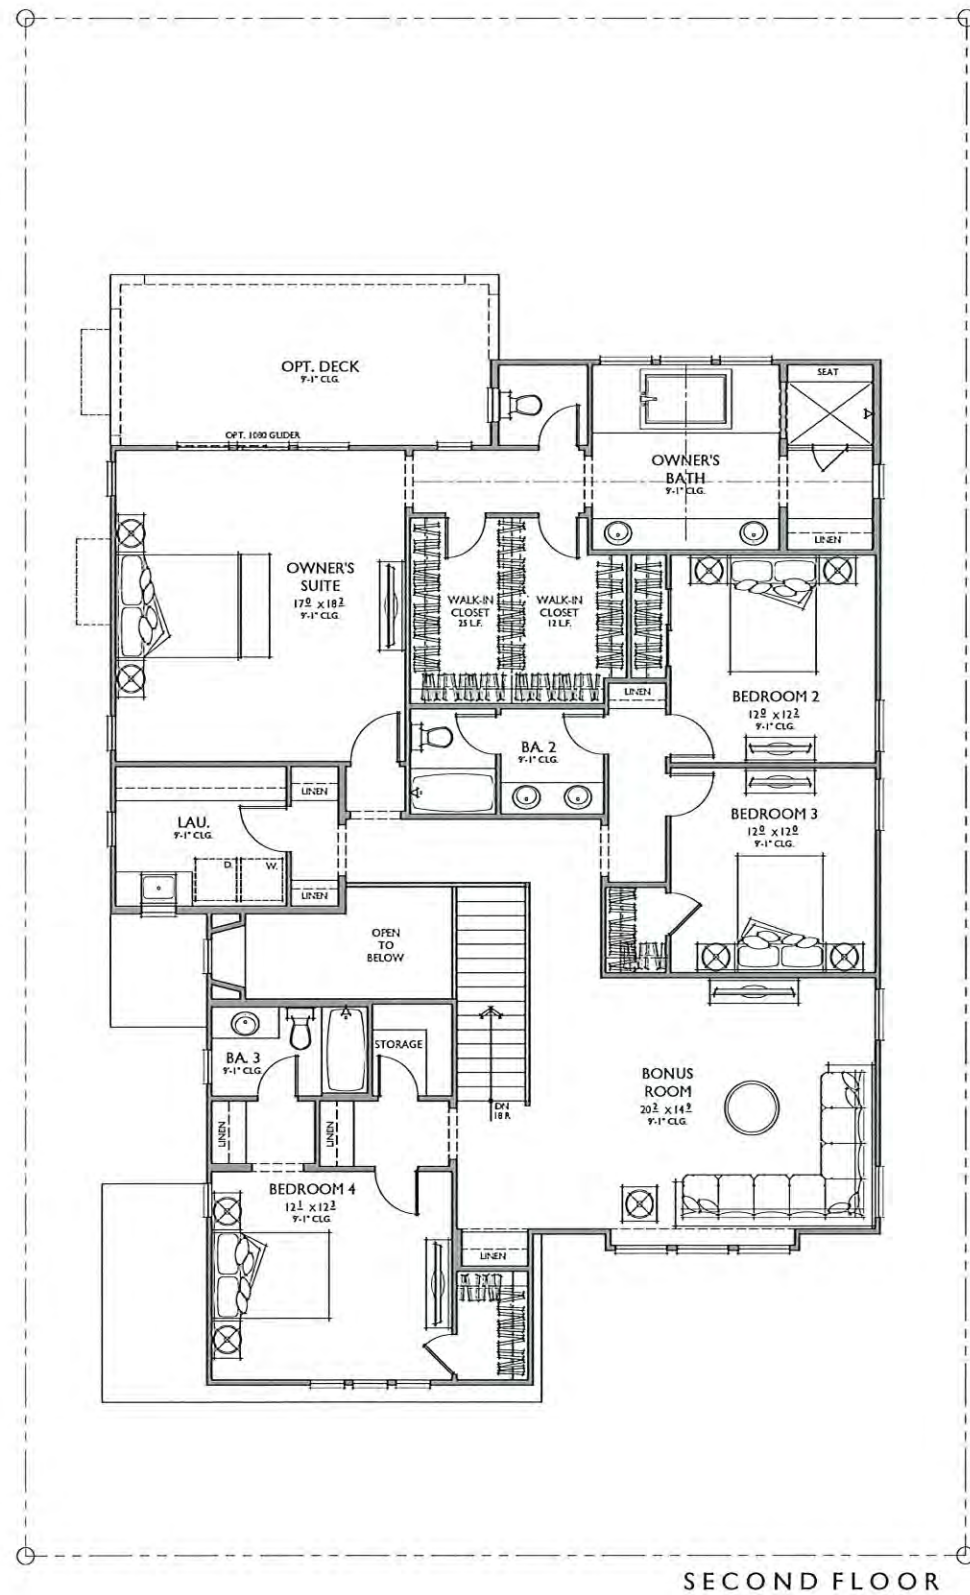 OPT. DECK
9'-1" CLG.
SEAT
OPT. 1080 GLIDER
OWNER'S
BATH
9'-1" CLG.
LINEN
OWNER'S
SUITE
17⁰ x 18³
9'-1" CLG.
WALK-IN
CLOSET
25 L.F.
WALK-IN
CLOSET
12 L.F.
LINEN
BEDROOM 2
12⁰ x 12³
9'-1" CLG.
BA. 2
9'-1" CLG.
LINEN
LAU.
9'-1" CLG.
D.
W.
LINEN
BEDROOM 3
12⁰ x 12⁰
9'-1" CLG.
OPEN
TO
BELOW
BA. 3
9'-1" CLG.
STORAGE
BONUS
ROOM
20³ x 14⁹
9'-1" CLG.
DN
18 R
LINEN
LINEN
BEDROOM 4
12¹ x 12³
9'-1" CLG.
LINEN
SECOND FLOOR